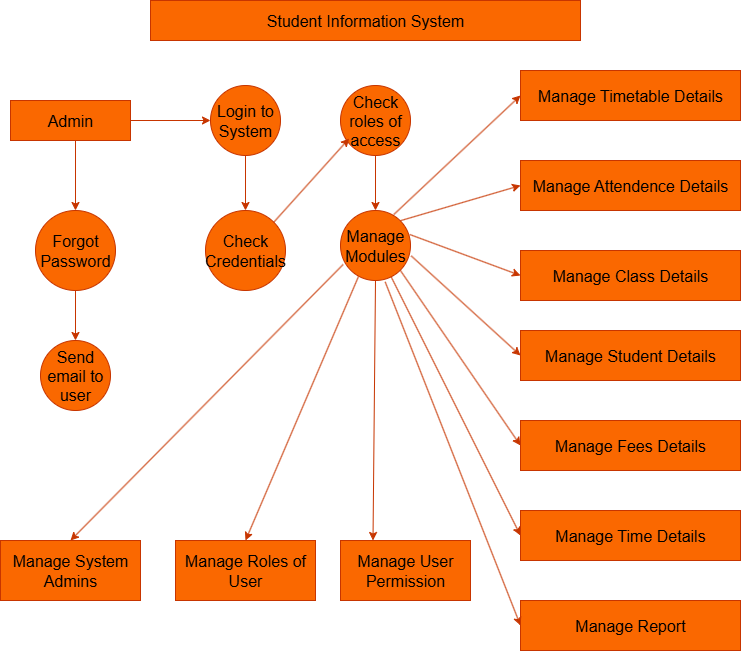 Student Information System
Admin
Login to
System
Check
roles of
access
Manage Timetable Details
Manage Attendence Details
Forgot
Password
Check
Credentials
Manage
Modules
Manage Class Details
Send
email to
user
Manage Student Details
Manage Fees Details
Manage Time Details
Manage System
Admins
Manage Roles of
User
Manage User
Permission
Manage Report